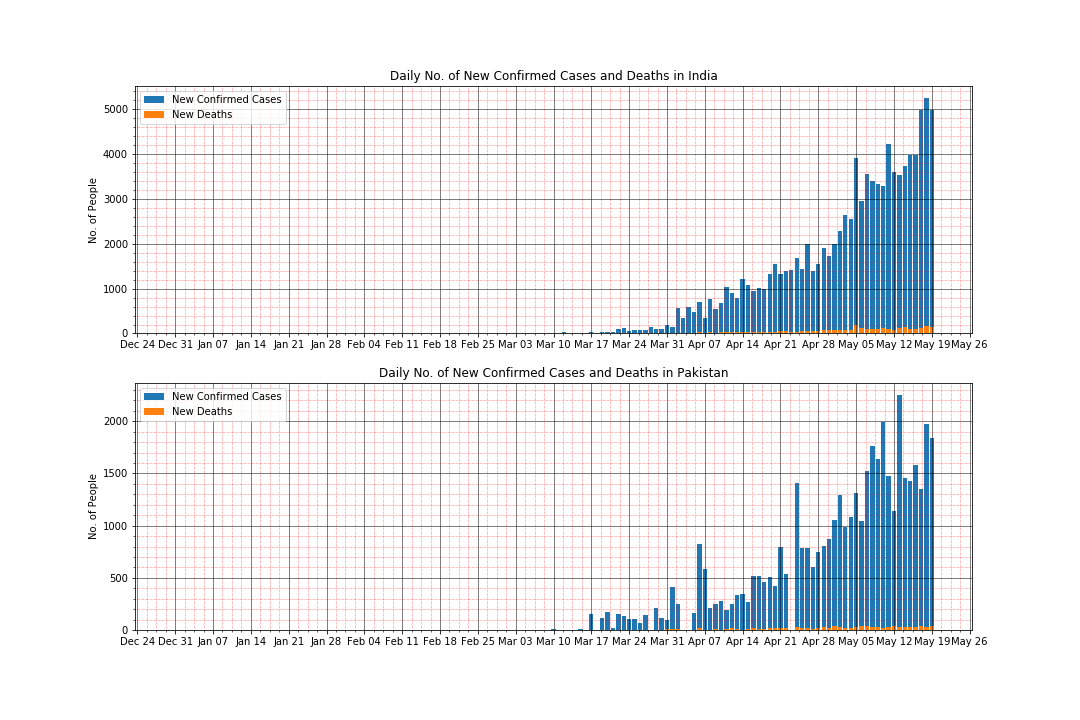 Daily No. of New Confirmed Cases and Deaths in India
New Confirmed Cases
New Deaths
No. of People
5000
4000
3000
2000
1000
0
Dec 24 Dec 31 Jan 07 Jan 14 Jan 21 Jan 28 Feb 04 Feb 11 Feb 18 Feb 25 Mar 03 Mar 10 Mar 17 Mar 24 Mar 31 Apr 07 Apr 14 Apr 21 Apr 28 May 05 May 12 May 19 May 26
Daily No. of New Confirmed Cases and Deaths in Pakistan
New Confirmed Cases
New Deaths
No. of People
2000
1500
1000
500
0
Dec 24 Dec 31 Jan 07 Jan 14 Jan 21 Jan 28 Feb 04 Feb 11 Feb 18 Feb 25 Mar 03 Mar 10 Mar 17 Mar 24 Mar 31 Apr 07 Apr 14 Apr 21 Apr 28 May 05 May 12 May 19 May 26